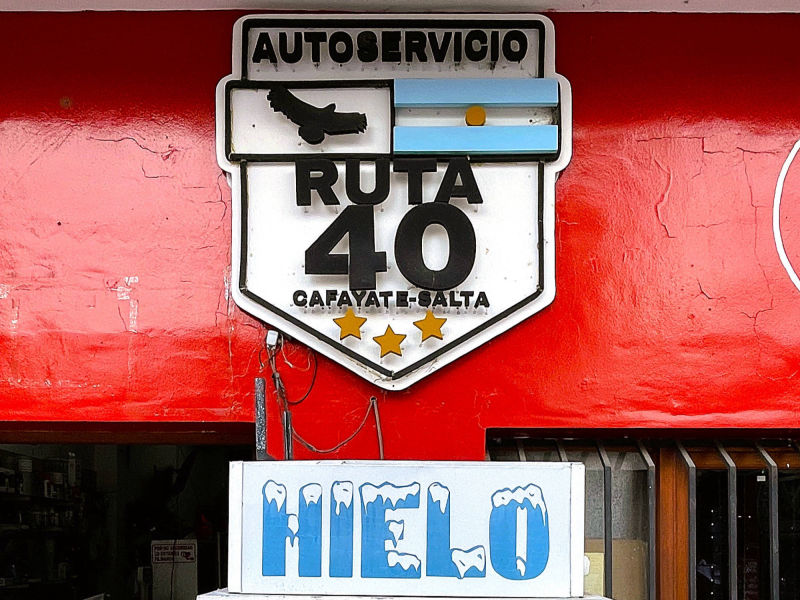 AUTOSERVICIO
RUTA
40
CAFAYATE-SALTA
HIELO